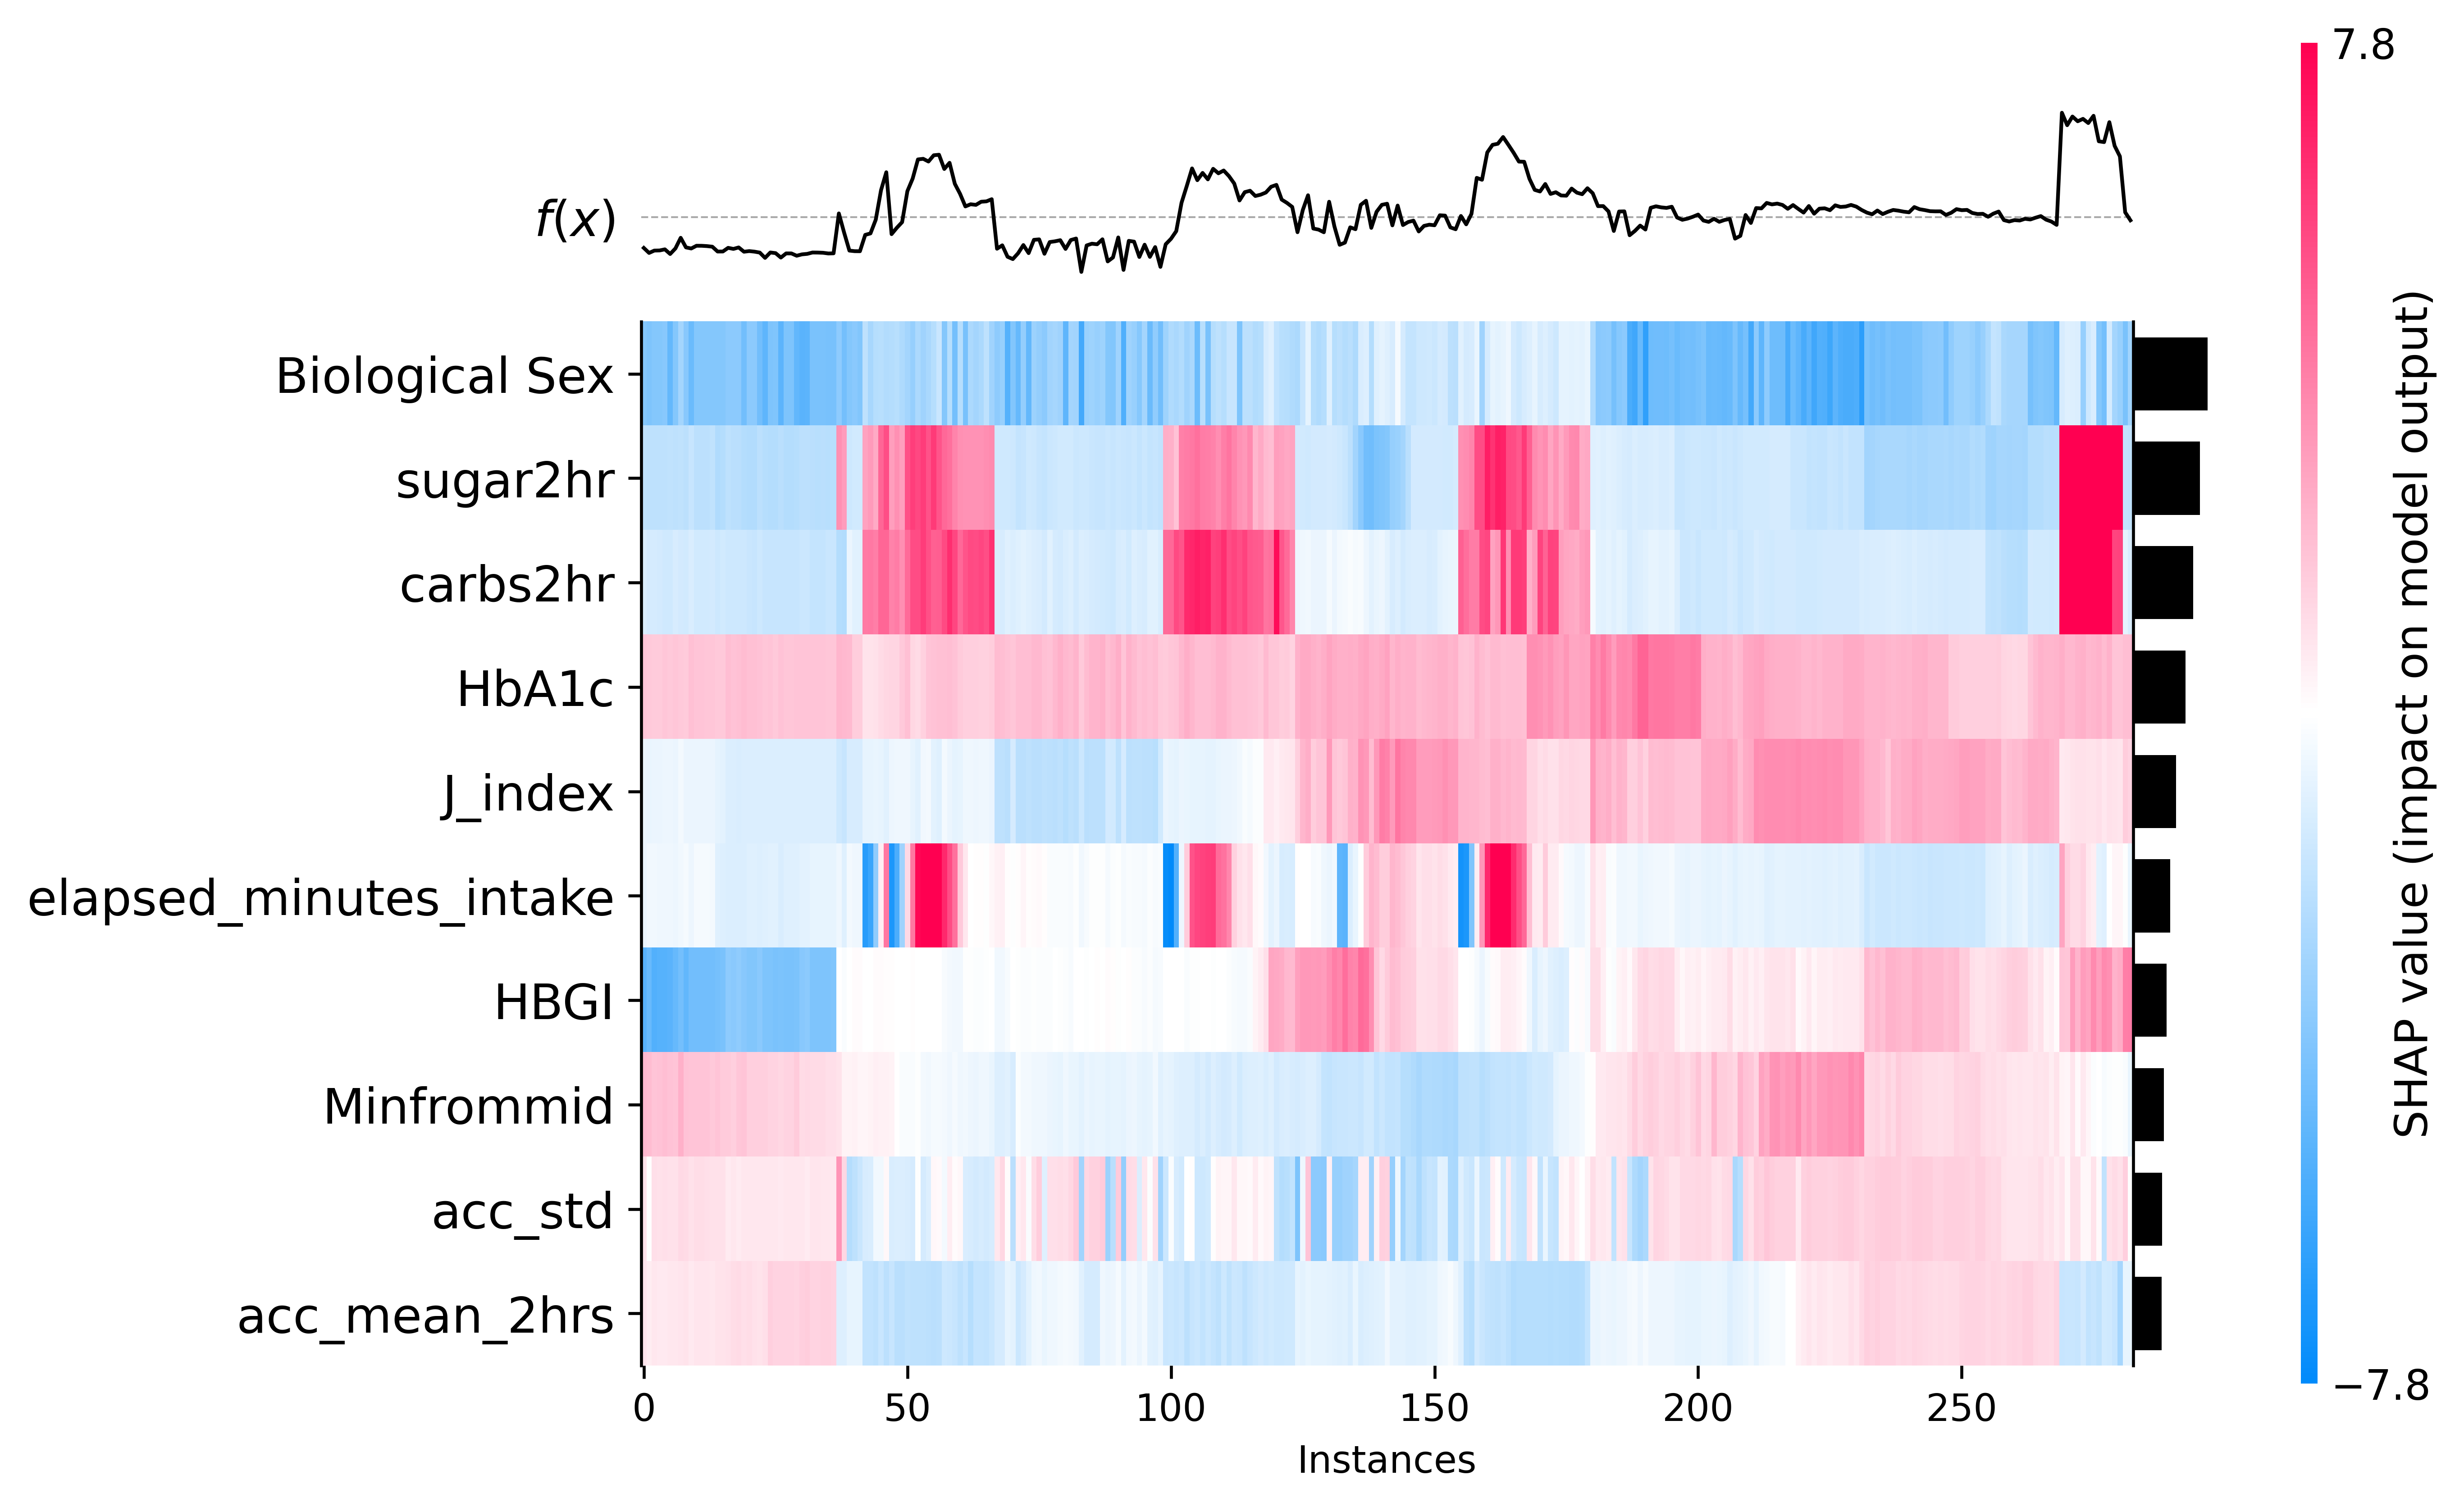 7.8
f(x)
Biological Sex
sugar2hr
carbs2hr
HbA1c
J_index
elapsed_minutes_intake
HBGI
Minfrommid
acc_std
acc_mean_2hrs
0 50 100 150 200 250
Instances
SHAP value (impact on model output)
−7.8